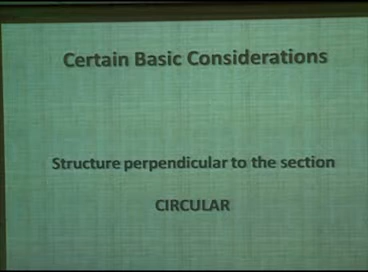 Certain Basic Considerations
Structure perpendicular to the section
CIRCULAR